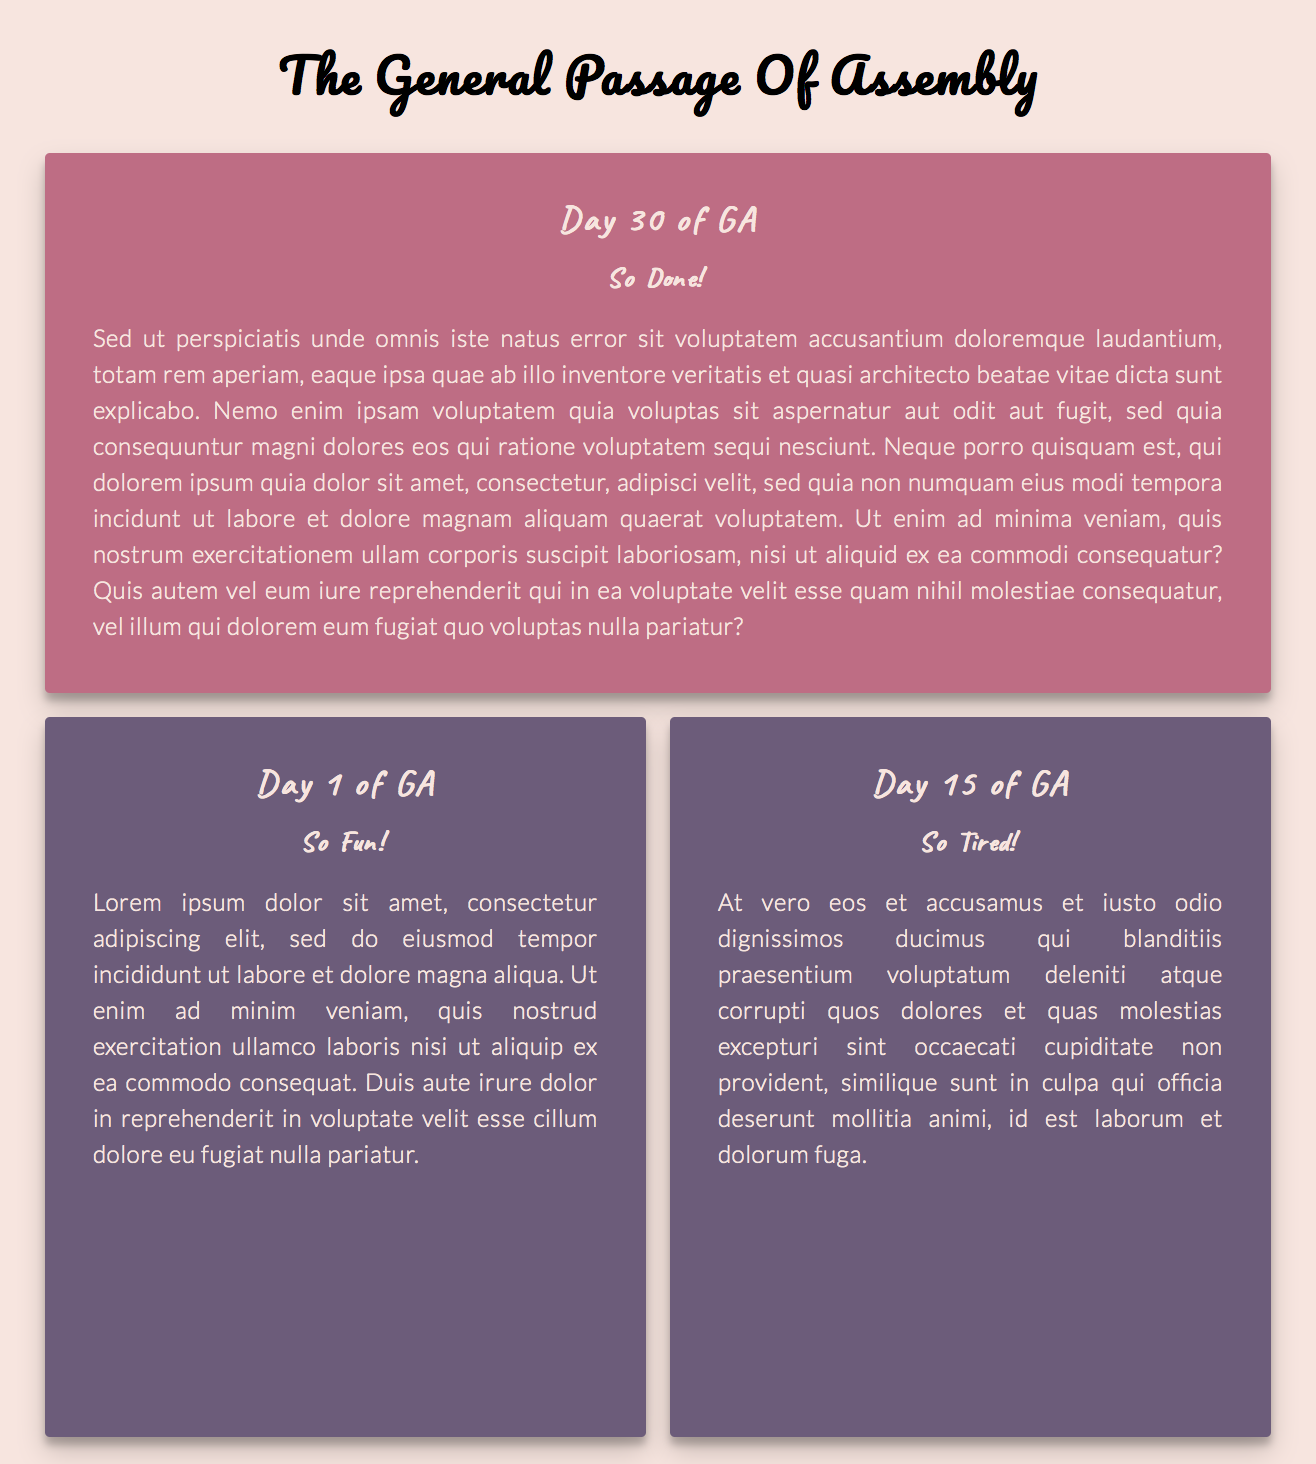 The General Passage Of Assembly
Day 30 of GA
So Done!
Sed ut perspiciatis unde omnis iste natus error sit voluptatem accusantium doloremque laudantium,
totam rem aperiam, eaque ipsa quae ab illo inventore veritatis et quasi architecto beatae vitae dicta sunt
explicabo. Nemo enim ipsam voluptatem quia voluptas sit aspernatur aut odit aut fugit, sed quia
consequuntur magni dolores eos qui ratione voluptatem sequi nesciunt. Neque porro quisquam est, qui
dolorem ipsum quia dolor sit amet, consectetur, adipisci velit, sed quia non numquam eius modi tempora
incidunt ut labore et dolore magnam aliquam quaerat voluptatem. Ut enim ad minima veniam, quis
nostrum exercitationem ullam corporis suscipit laboriosam, nisi ut aliquid ex ea commodi consequatur?
Quis autem vel eum iure reprehenderit qui in ea voluptate velit esse quam nihil molestiae consequatur,
vel illum qui dolorem eum fugiat quo voluptas nulla pariatur?
Day 1 of GA
So Fun!
Lorem ipsum dolor sit amet, consectetur
adipiscing elit, sed do eiusmod tempor
incididunt ut labore et dolore magna aliqua. Ut
enim ad minim veniam, quis nostrud
exercitation ullamco laboris nisi ut aliquip ex
ea commodo consequat. Duis aute irure dolor
in reprehenderit in voluptate velit esse cillum
dolore eu fugiat nulla pariatur.
Day 15 of GA
So Tired!
At vero eos et accusamus et iusto odio
dignissimos ducimus qui blanditiis
praesentium voluptatum deleniti atque
corrupti quos dolores et quas molestias
excepturi sint occaecati cupiditate non
provident, similique sunt in culpa qui officia
deserunt mollitia animi, id est laborum et
dolorum fuga.